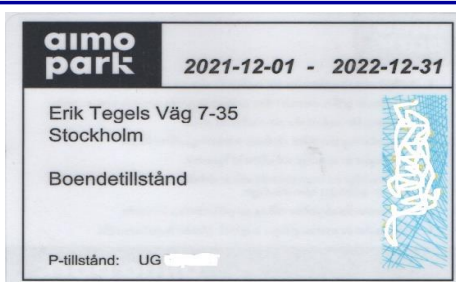 aimo
park
2021-12-01 - 2022-12-31
Erik Tegels Väg 7-35
Stockholm
Boendetillstånd
P-tillstånd: UG